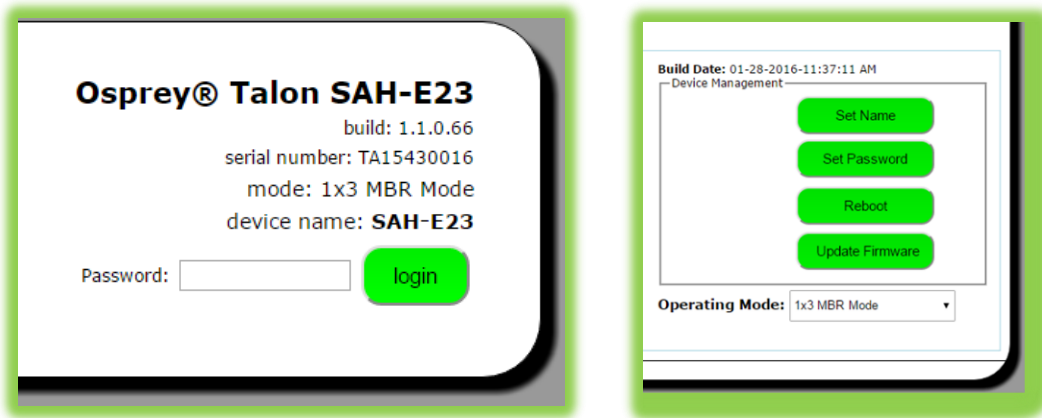 Osprey® Talon SAH-E23
build: 1.1.0.66
serial number: TA15430016
mode: 1x3 MBR Mode
device name: SAH-E23
Password:
login
Build Date: 01-28-2016-11:37:11 AM
Device Management
Set Name
Set Password
Reboot
Update Firmware
Operating Mode: 1x3 MBR Mode